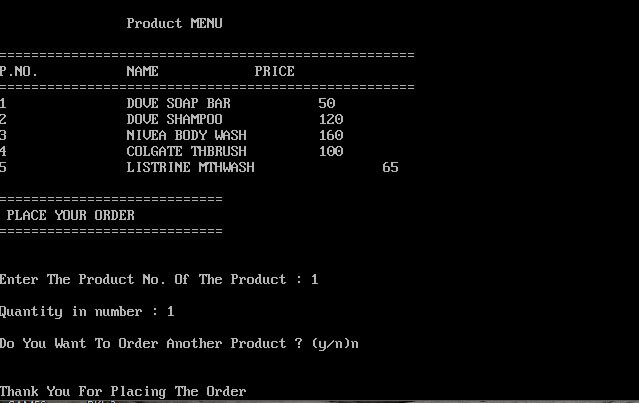 Product MENU
====================================================
P.NO. NAME PRICE
====================================================
1 DOVE SOAP BAR 50
2 DOVE SHAMPOO 120
3 NIVEA BODY WASH 160
4 COLGATE THBRUSH 100
5 LISTRINE MTHWASH 65
============================
PLACE YOUR ORDER
============================
Enter The Product No. Of The Product : 1
Quantity in number : 1
Do You Want To Order Another Product ? (y/n)n
Thank You For Placing The Order